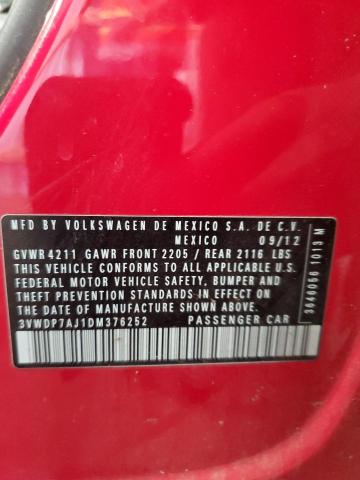 MFD BY VOLKSWAGEN DE MEXICO S.A. DE C.V.
MEXICO 09/12
GVWR 4211 GAWR FRONT 2205 / REAR 2116 LBS
THIS VEHICLE CONFORMS TO ALL APPLICABLE U.S.
FEDERAL MOTOR VEHICLE SAFETY, BUMPER AND
THEFT PREVENTION STANDARDS IN EFFECT ON THE
DATE OF MANUFACTURE SHOWN ABOVE.
3VWDP7AJ1DM376252 PASSENGER CAR
3046056 1013 M